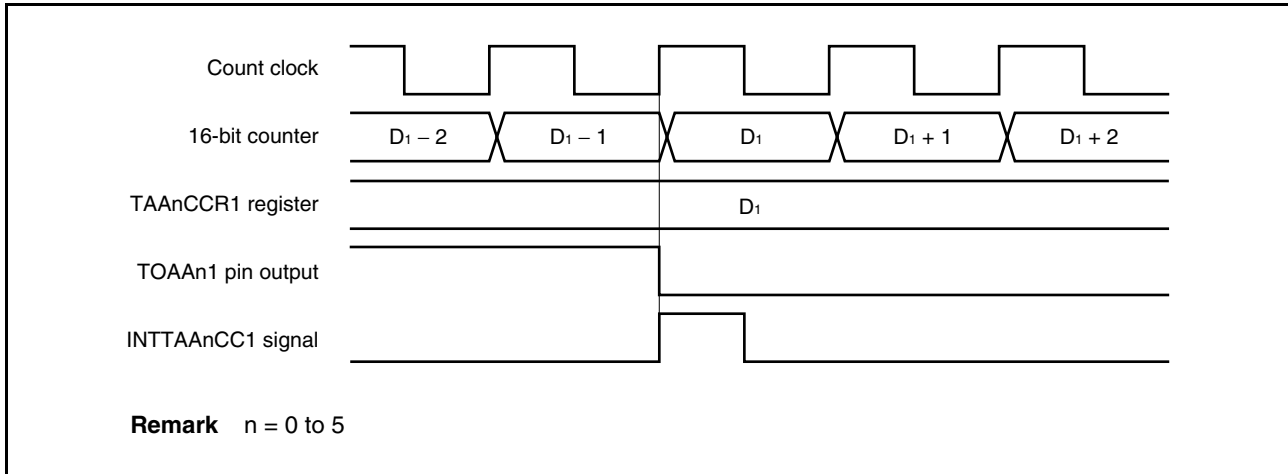 Count clock
16-bit counter
D₁ – 2
D₁ – 1
D₁
D₁ + 1
D₁ + 2
TAAnCCR1 register
D₁
TOAAn1 pin output
INTTAAnCC1 signal
Remark n = 0 to 5